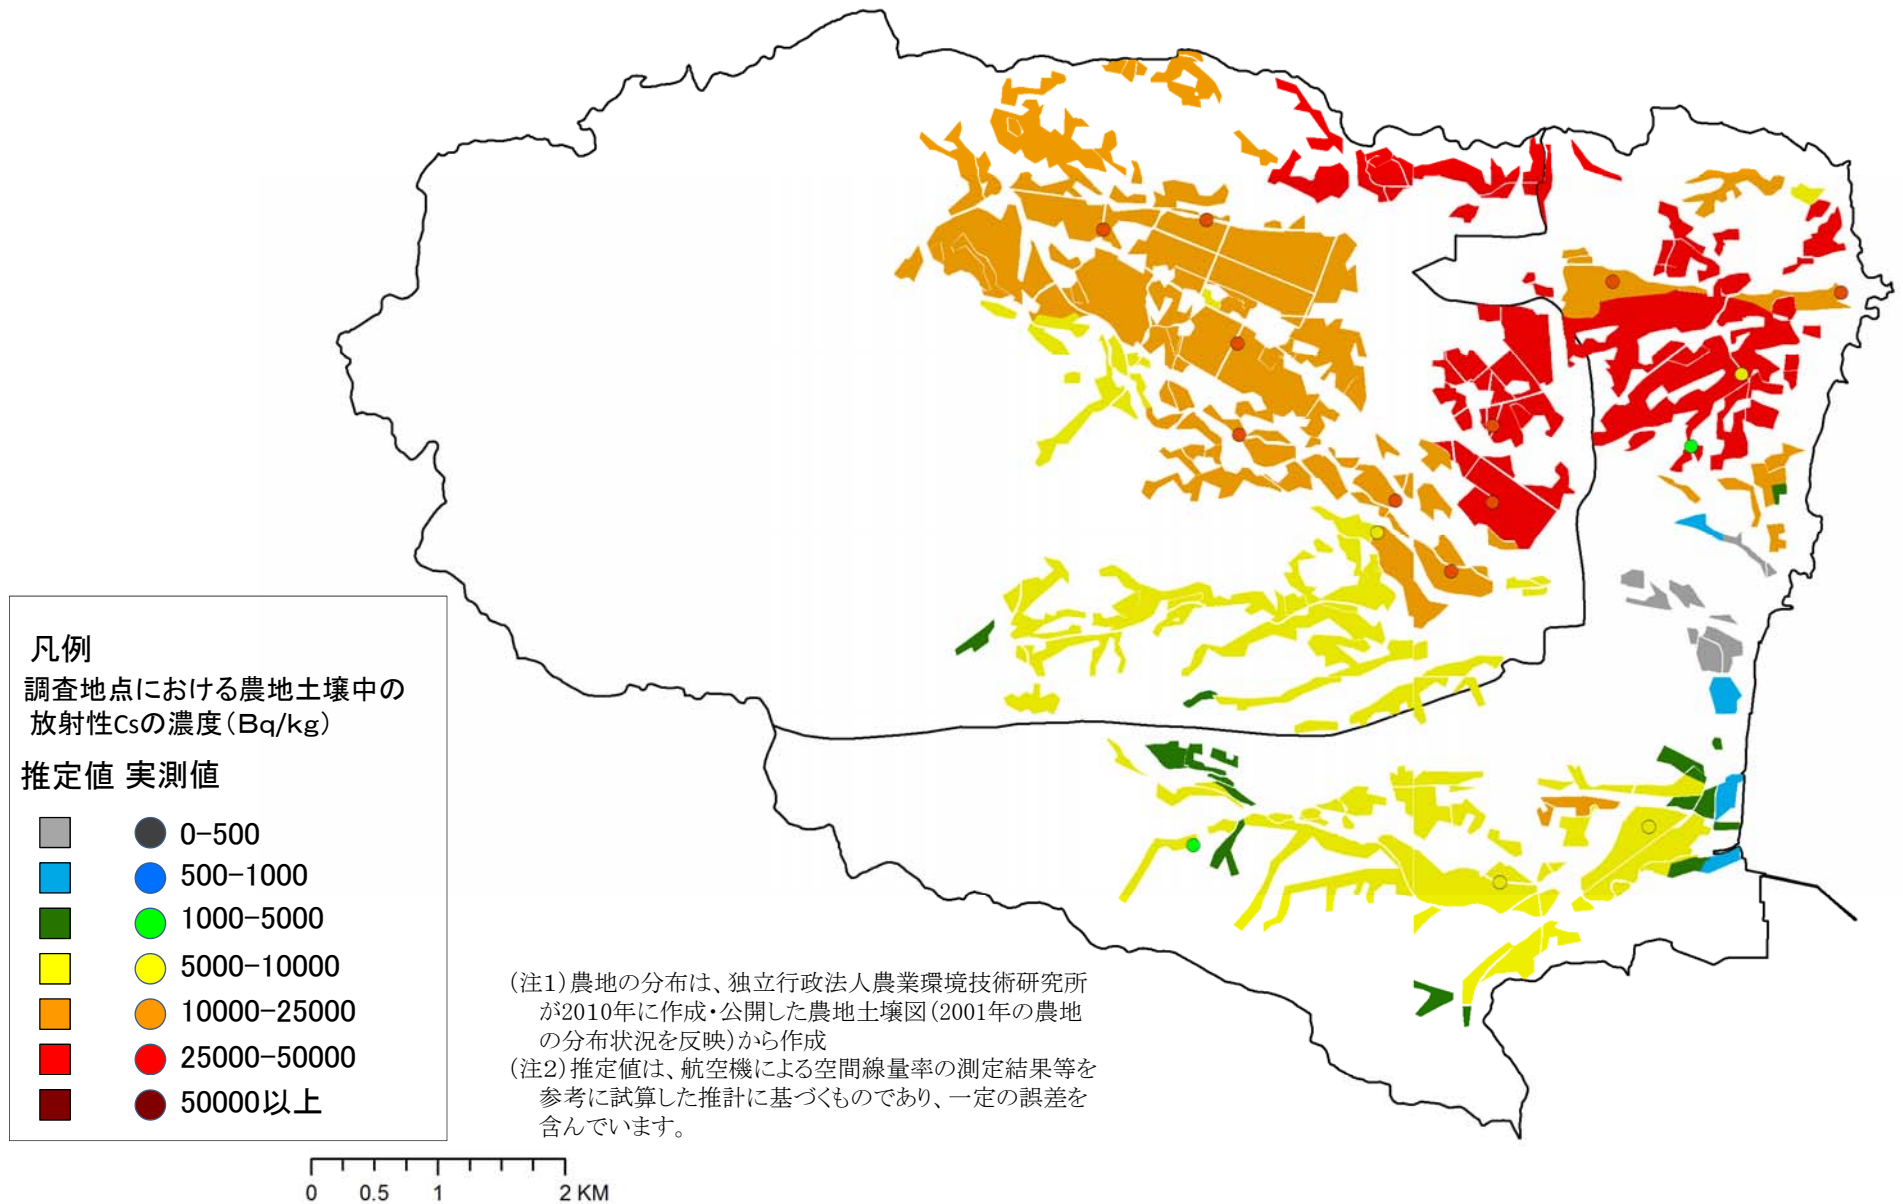 凡例
調査地点における農地土壌中の
放射性Csの濃度(Bq/kg)
推定値 実測値
0-500
500-1000
1000-5000
5000-10000
10000-25000
25000-50000
50000以上
(注1)農地の分布は、独立行政法人農業環境技術研究所
が2010年に作成・公開した農地土壌図(2001年の農地
の分布状況を反映)から作成
(注2)推定値は、航空機による空間線量率の測定結果等を
参考に試算した推計に基づくものであり、一定の誤差を
含んでいます。
0 0.5 1 2 KM